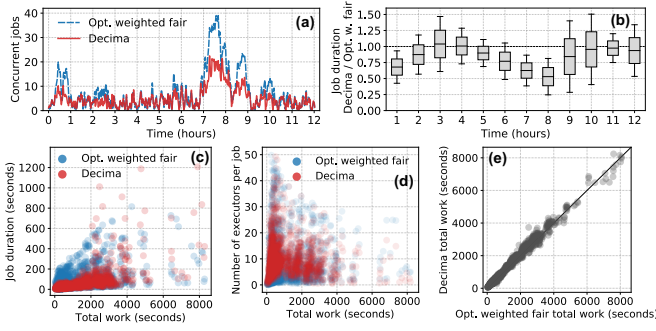 (a)
Opt. weighted fair
Decima
Concurrent jobs
40
30
20
10
0
0 1 2 3 4 5 6 7 8 9 10 11 12
Time (hours)
(b)
Job duration
Decima / Opt. w. fair
1.50
1.25
1.00
0.75
0.50
0.25
0.00
1 2 3 4 5 6 7 8 9 10 11 12
Time (hours)
(c)
Opt. weighted fair
Decima
Job duration (seconds)
1200
1000
800
600
400
200
0
0 2000 4000 6000 8000
Total work (seconds)
Opt. weighted fair
Decima
(d)
Number of executors per job
50
40
30
20
10
0
0 2000 4000 6000 8000
Total work (seconds)
(e)
Decima total work (seconds)
8000
6000
4000
2000
0
0 2000 4000 6000 8000
Opt. weighted fair total work (seconds)